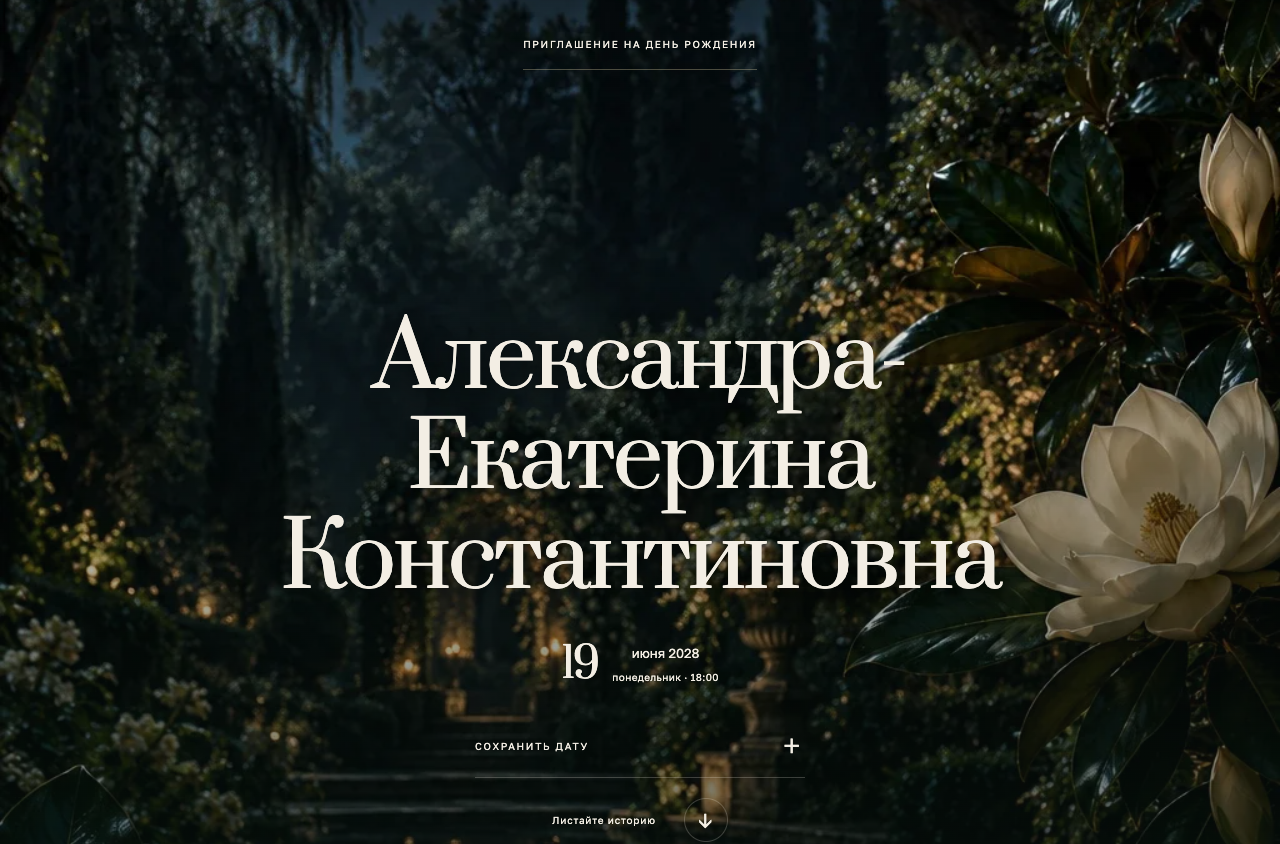 ПРИГЛАШЕНИЕ НА ДЕНЬ РОЖДЕНИЯ
Александра-
Екатерина
Константиновна
19
июня 2028
понедельник · 18:00
СОХРАНИТЬ ДАТУ +
Листайте историю